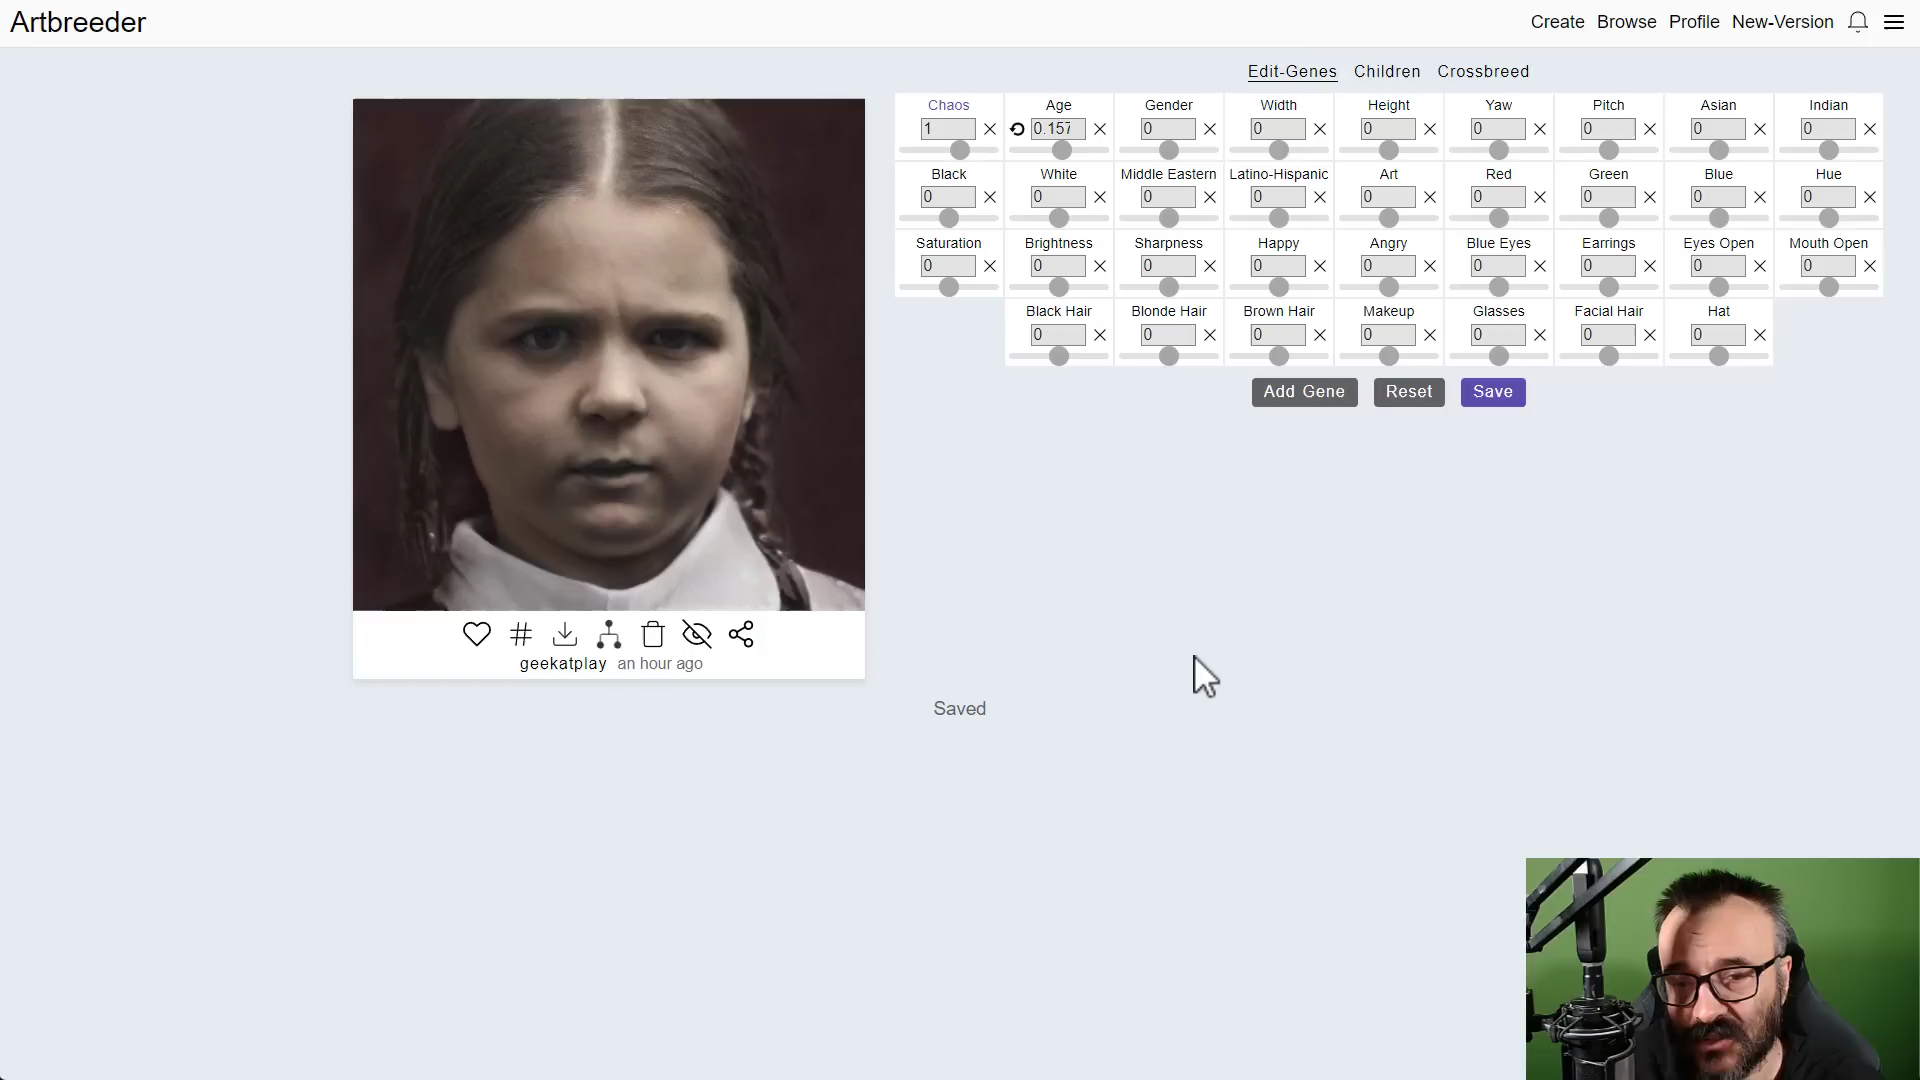 Artbreeder
Create Browse Profile New-Version
Edit-Genes Children Crossbreed
Chaos Age Gender Width Height Yaw Pitch Asian Indian
1 0.157 0 0 0 0 0 0 0
Black White Middle Eastern Latino-Hispanic Art Red Green Blue Hue
0 0 0 0 0 0 0 0 0
Saturation Brightness Sharpness Happy Angry Blue Eyes Earrings Eyes Open Mouth Open
0 0 0 0 0 0 0 0 0
Black Hair Blonde Hair Brown Hair Makeup Glasses Facial Hair Hat
0 0 0 0 0 0 0
Add Gene Reset Save
geekatplay an hour ago
Saved